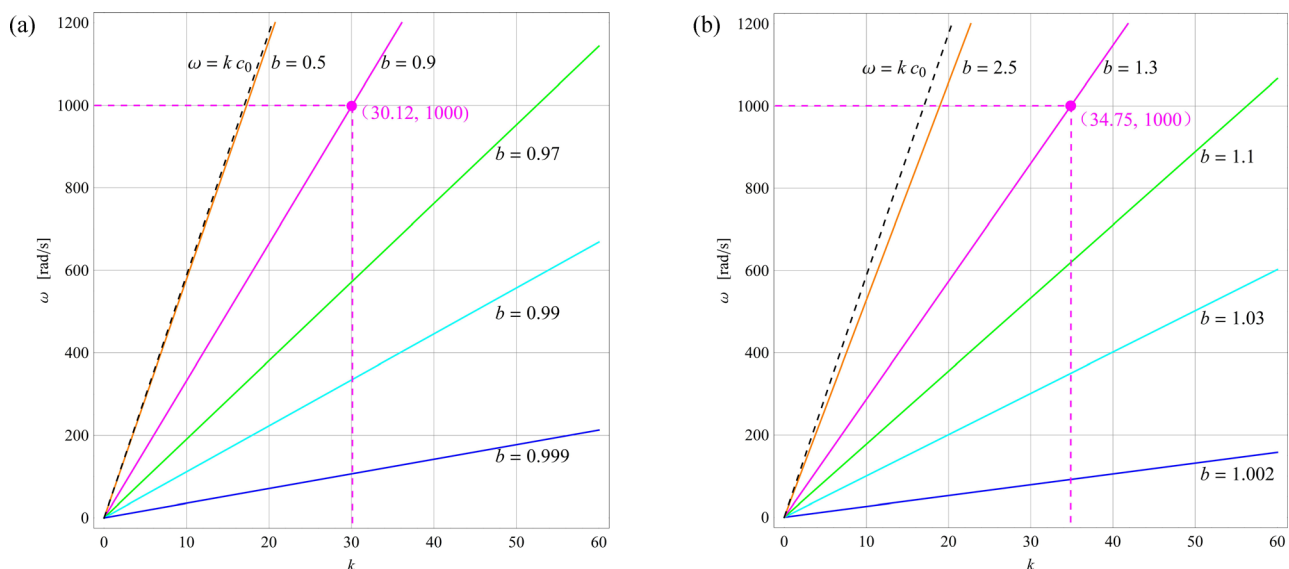 (a)
1200
1000
800
600
400
200
0
ω [rad/s]
0 10 20 30 40 50 60
k
ω = k c₀
b = 0.5
b = 0.9
(30.12, 1000)
b = 0.97
b = 0.99
b = 0.999
(b)
1200
1000
800
600
400
200
0
ω [rad/s]
0 10 20 30 40 50 60
k
ω = k c₀
b = 2.5
b = 1.3
(34.75, 1000)
b = 1.1
b = 1.03
b = 1.002